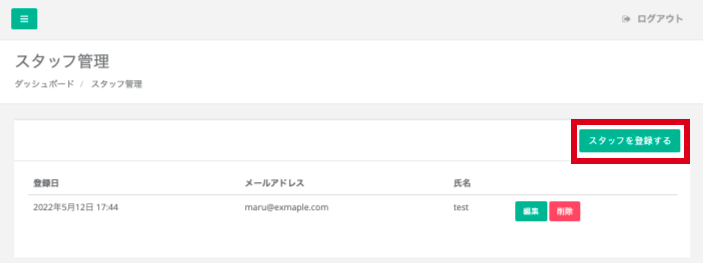 ログアウト
スタッフ管理
ダッシュボード / スタッフ管理
スタッフを登録する
登録日 メールアドレス 氏名
2022年5月12日 17:44 maru@exmaple.com test 編集 削除